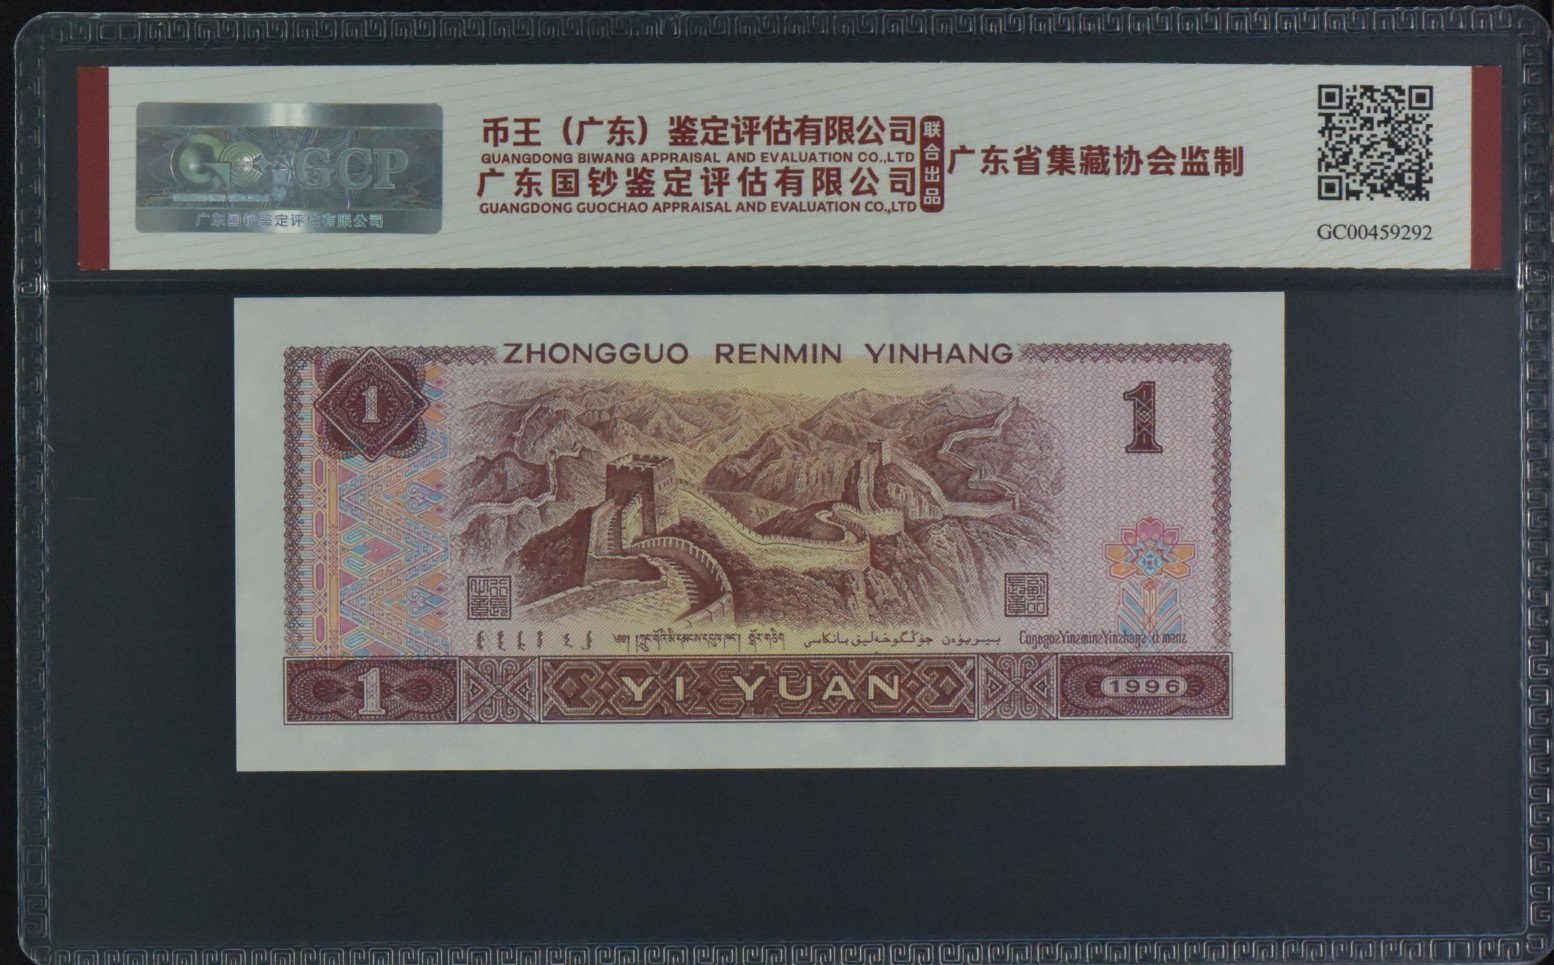 GCP
广东国钞鉴定评估有限公司
币王（广东）鉴定评估有限公司
GUANGDONG BIWANG APPRAISAL AND EVALUATION CO.,LTD
广东国钞鉴定评估有限公司
GUANGDONG GUOCHAO APPRAISAL AND EVALUATION CO.,LTD
联合出品
广东省集藏协会监制
GC00459292
ZHONGGUO RENMIN YINHANG
1
1
1
YI YUAN
1996